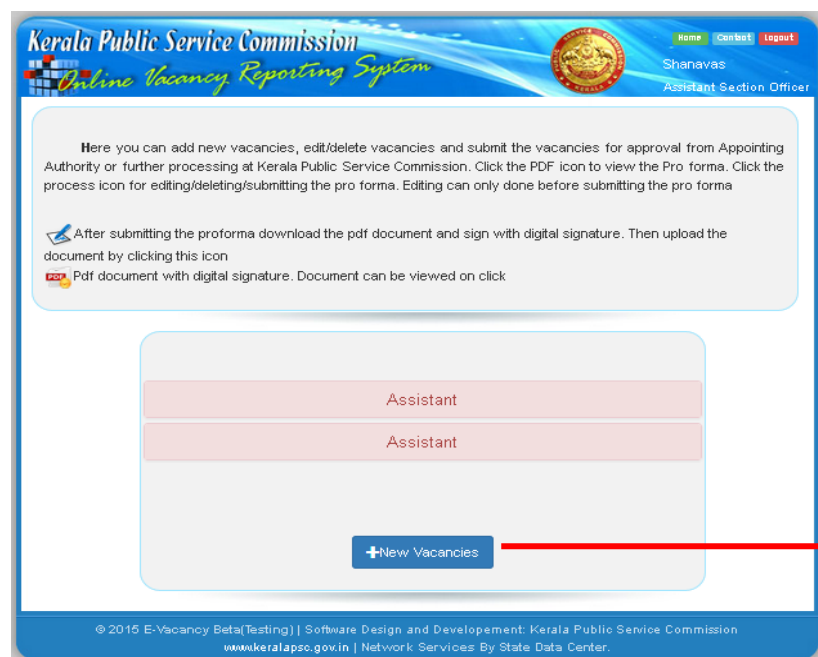 Kerala Public Service Commission
Online Vacancy Reporting System
Home Contact Logout
Shanavas
Assistant Section Officer
Here you can add new vacancies, edit/delete vacancies and submit the vacancies for approval from Appointing
Authority or further processing at Kerala Public Service Commission. Click the PDF icon to view the Pro forma. Click the
process icon for editing/deleting/submitting the pro forma. Editing can only done before submitting the pro forma
After submitting the proforma download the pdf document and sign with digital signature. Then upload the
document by clicking this icon
PDF Pdf document with digital signature. Document can be viewed on click
Assistant
Assistant
+New Vacancies
© 2015 E-Vacancy Beta(Testing) | Software Design and Developement: Kerala Public Service Commission
www.keralapsc.gov.in | Network Services By State Data Center.